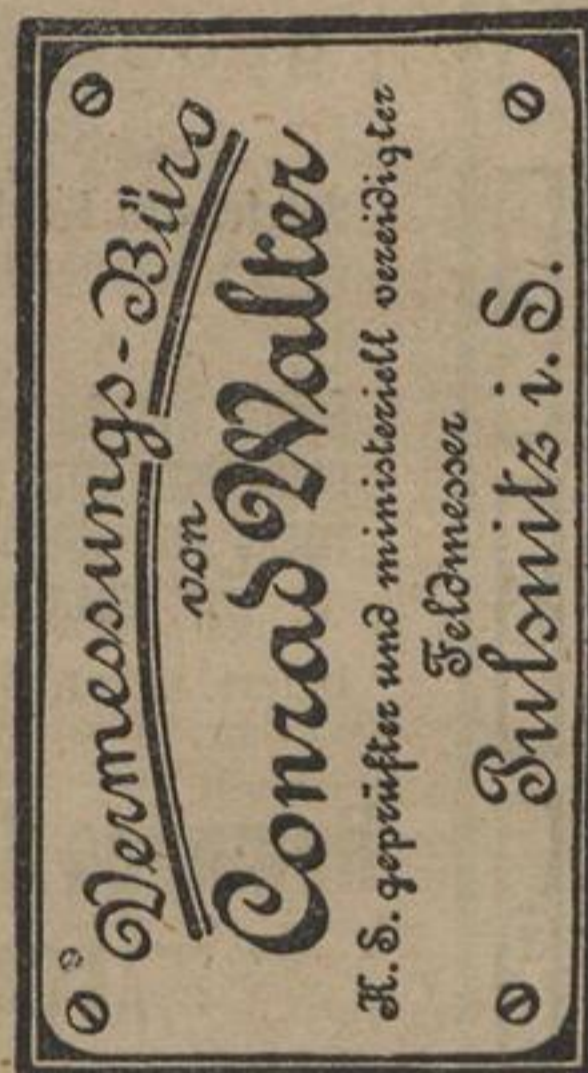 Vermessungs-Büro
von
Conrad Walter
K. S. geprüfter und ministeriell vereidigter
Feldmesser
Pulsnitz i. S.